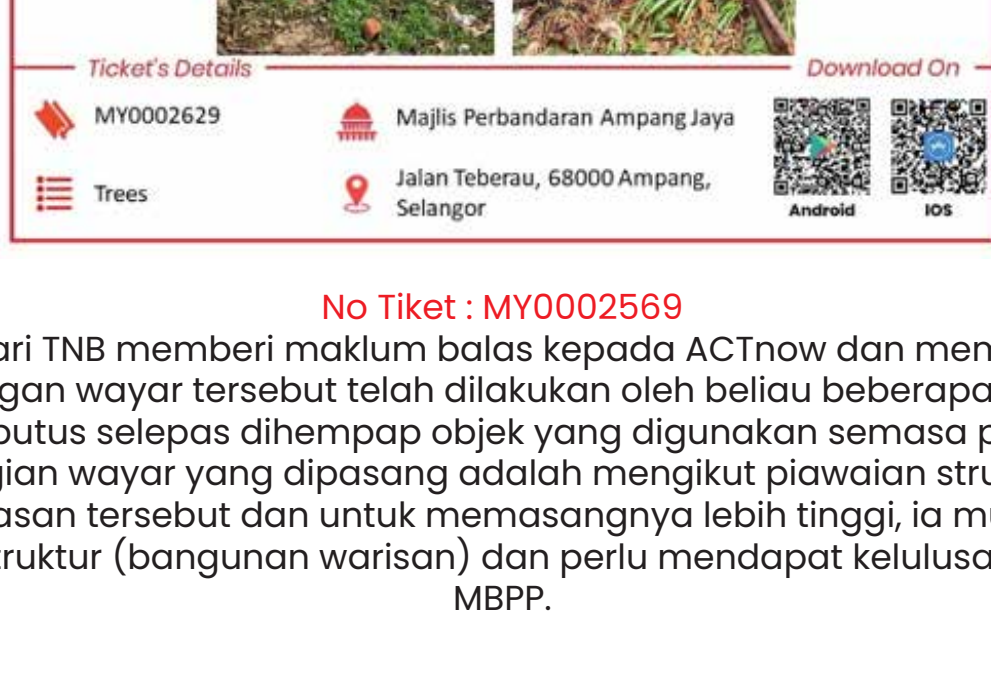 Ticket's Details
Download On
MY0002629
Majlis Perbandaran Ampang Jaya
Trees
Jalan Teberau, 68000 Ampang,
Selangor
Android
IOS
No Tiket : MY0002569
ari TNB memberi maklum balas kepada ACTnow dan mem
gan wayar tersebut telah dilakukan oleh beliau beberapa
putus selepas dihempap objek yang digunakan semasa p
gian wayar yang dipasang adalah mengikut piawaian stru
asan tersebut dan untuk memasangnya lebih tinggi, ia mu
truktur (bangunan warisan) dan perlu mendapat kelulusa
MBPP.